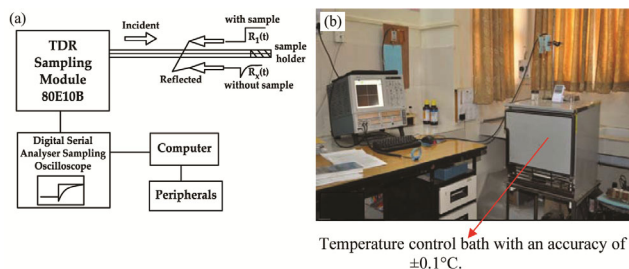 (a)
TDR
Sampling
Module
80E10B
Incident
Reflected
with sample
R₁(t)
sample
holder
Rₓ(t)
without sample
Digital Serial
Analyser Sampling
Oscilloscope
Computer
Peripherals
(b)
Temperature control bath with an accuracy of
±0.1°C.